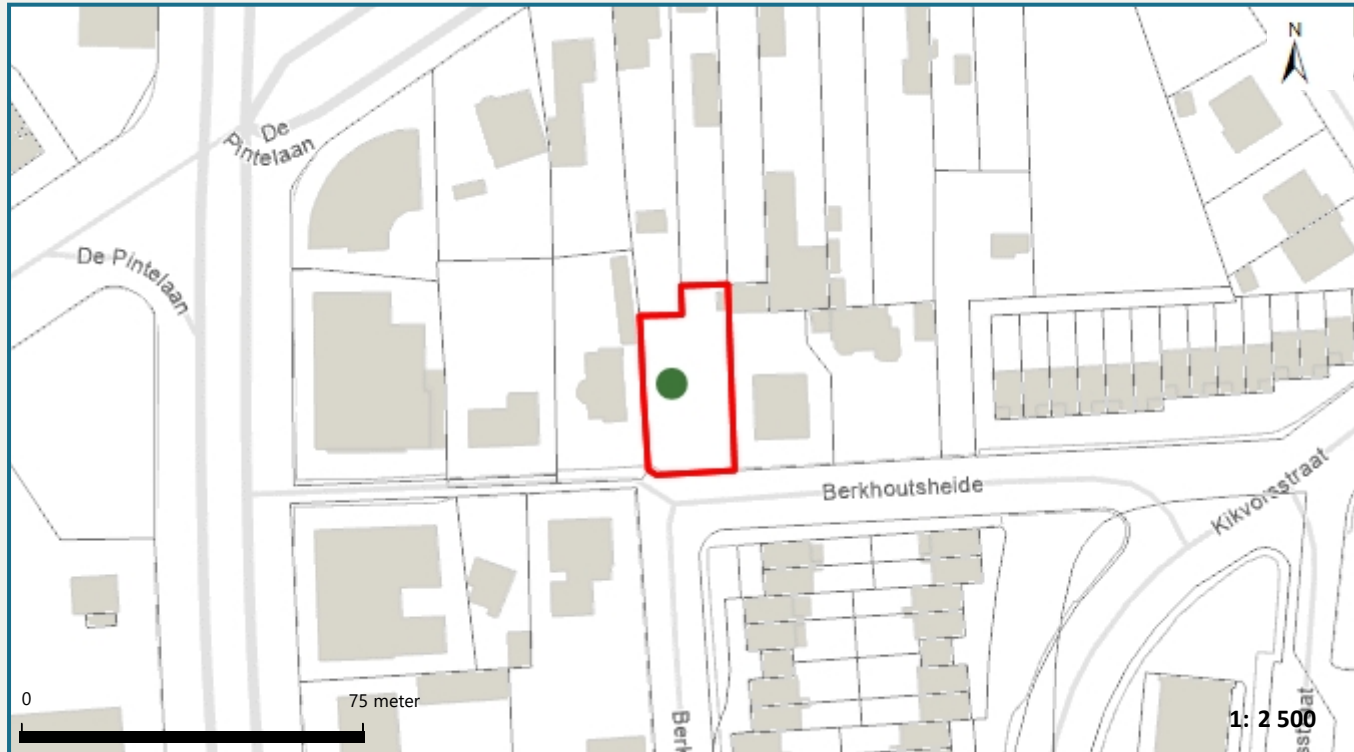 N
De
Pintelaan
De Pintelaan
Berkhoutsheide
Kikvorsstraat
0
75 meter
1: 2 500